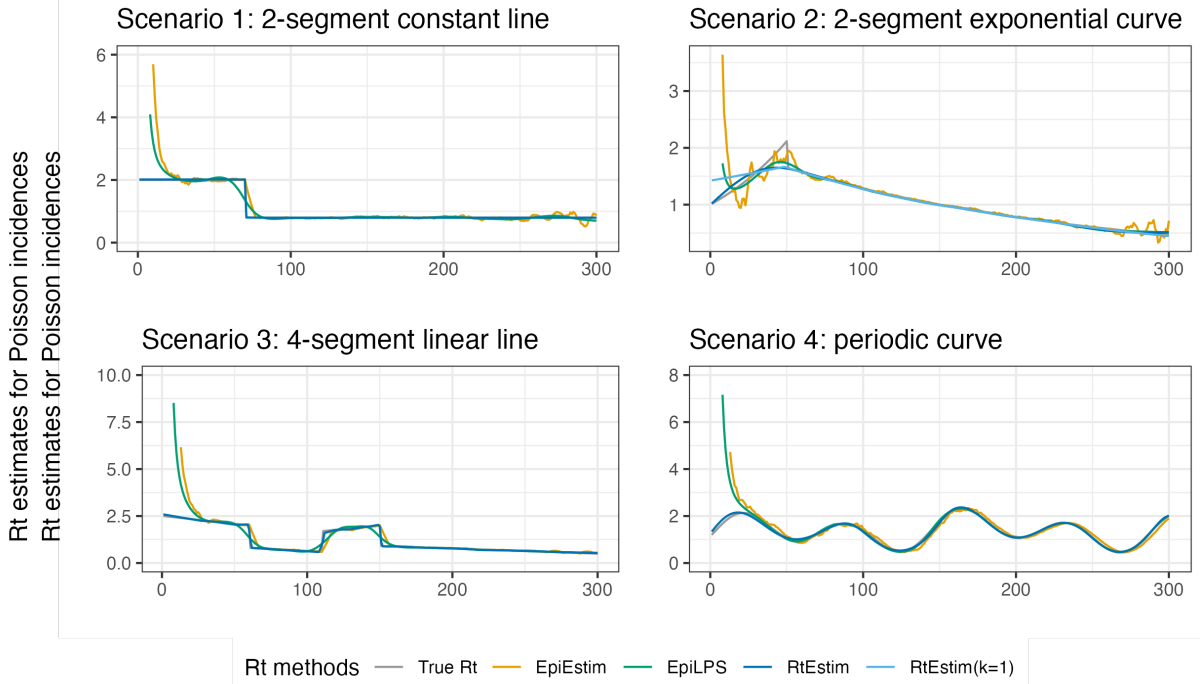 Scenario 1: 2-segment constant line
Scenario 2: 2-segment exponential curve
Rt estimates for Poisson incidences
Rt estimates for Poisson incidences
6
4
2
0
0 100 200 300
3
2
1
0 100 200 300
Scenario 3: 4-segment linear line
Scenario 4: periodic curve
10.0
7.5
5.0
2.5
0.0
0 100 200 300
8
6
4
2
0
0 100 200 300
Rt methods True Rt EpiEstim EpiLPS RtEstim RtEstim(k=1)